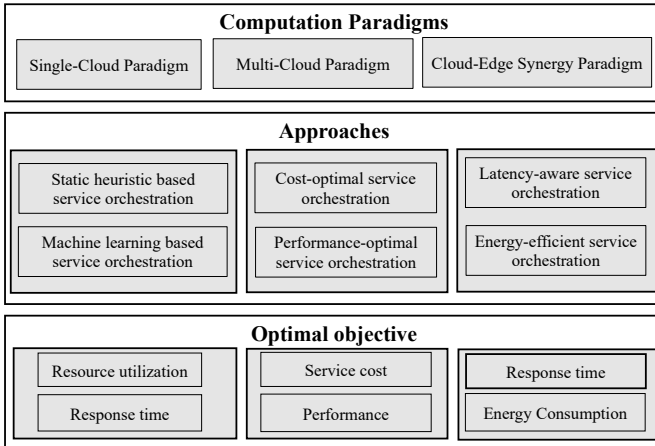 Computation Paradigms
Single-Cloud Paradigm
Multi-Cloud Paradigm
Cloud-Edge Synergy Paradigm
Approaches
Static heuristic based
service orchestration
Machine learning based
service orchestration
Cost-optimal service
orchestration
Performance-optimal
service orchestration
Latency-aware service
orchestration
Energy-efficient service
orchestration
Optimal objective
Resource utilization
Response time
Service cost
Performance
Response time
Energy Consumption